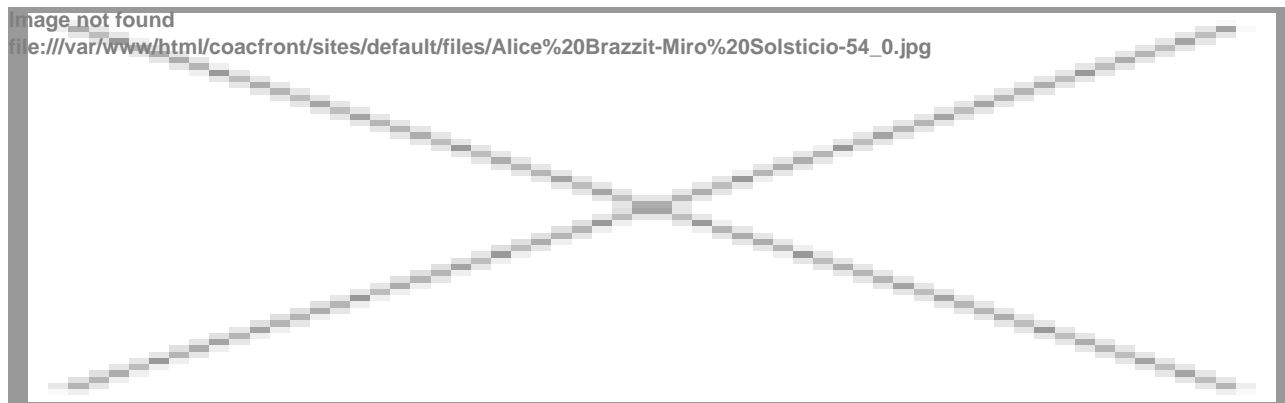 Image not found
file:///var/www/html/coacfront/sites/default/files/Alice%20Brazzit-Miro%20Solsticio-54_0.jpg